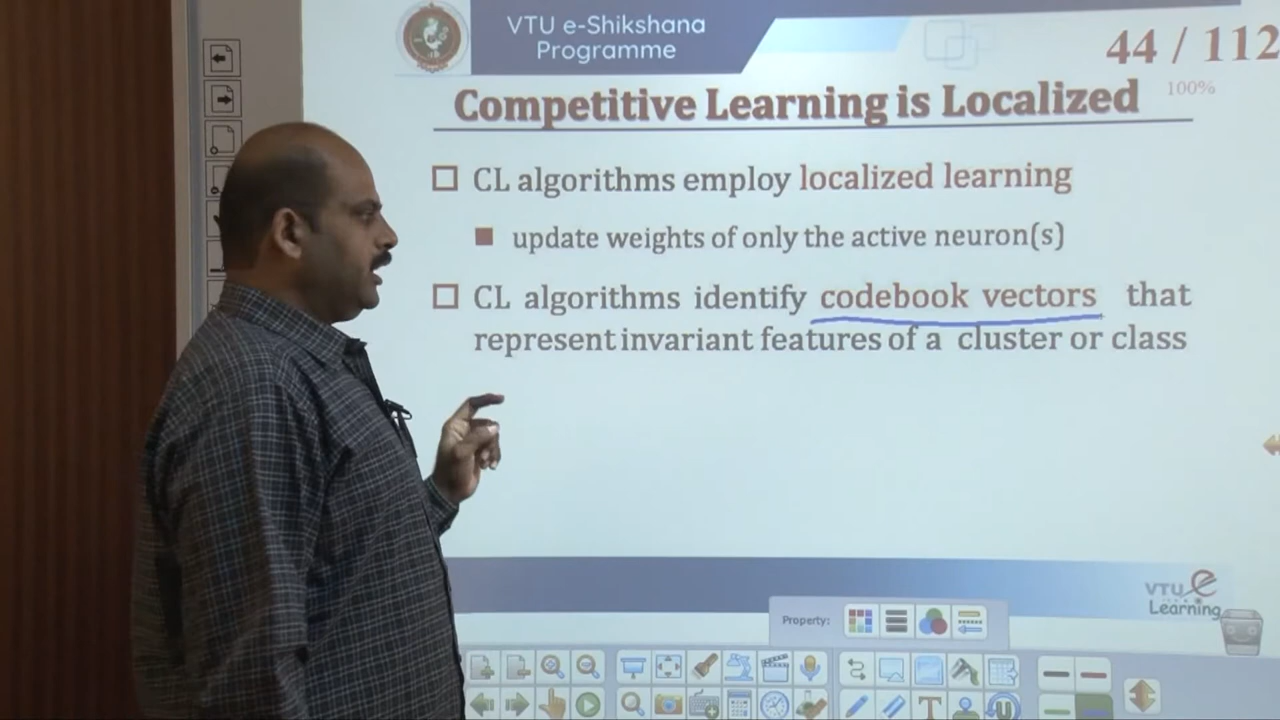 VTU e-Shikshana
Programme
44 / 112
100%
Competitive Learning is Localized
CL algorithms employ localized learning
update weights of only the active neuron(s)
CL algorithms identify codebook vectors that
represent invariant features of a cluster or class
VTU e
Learning
Property: